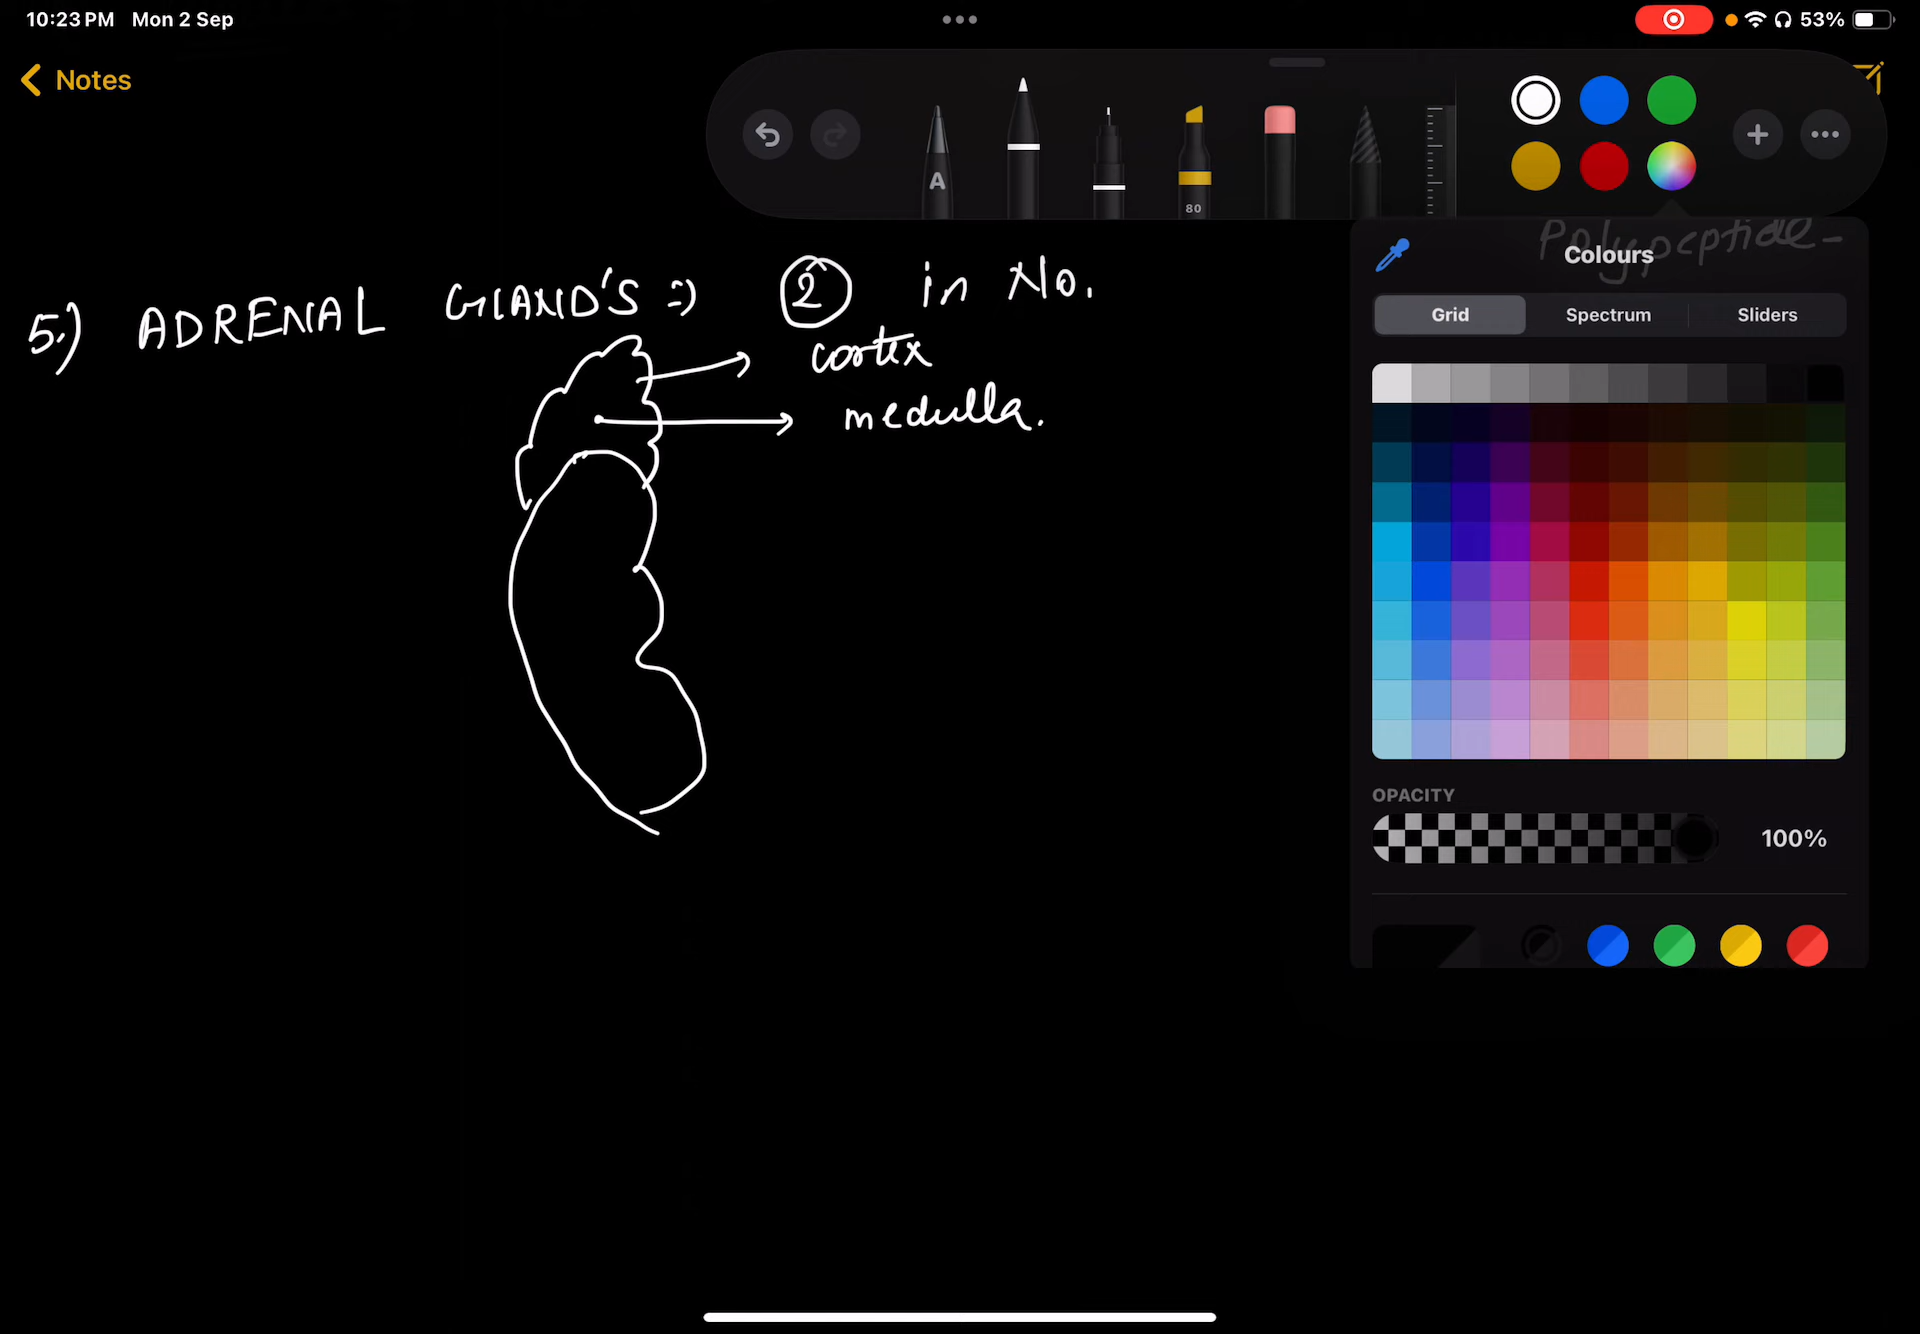 10:23 PM Mon 2 Sep
53%
Notes
A
80
Polypeptide-
Colours
Grid Spectrum Sliders
5.) ADRENAL GLAND'S :) 2 in No.
cortex
medulla.
OPACITY
100%